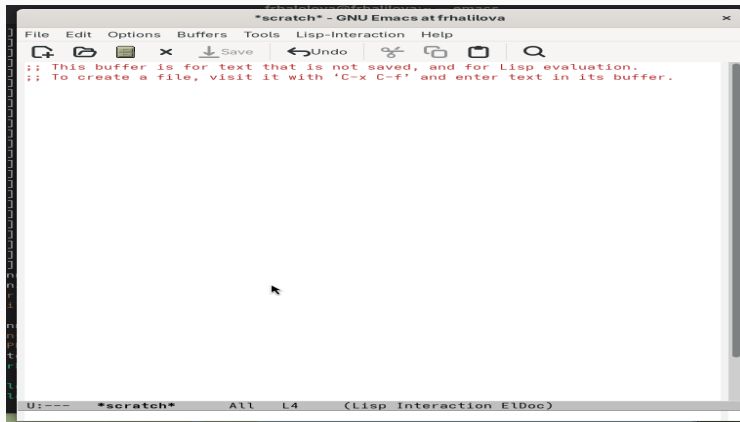 *scratch* - GNU Emacs at frhalilova
File Edit Options Buffers Tools Lisp-Interaction Help
Save Undo
;; This buffer is for text that is not saved, and for Lisp evaluation.
;; To create a file, visit it with ‘C-x C-f’ and enter text in its buffer.
U:--- *scratch* All L4 (Lisp Interaction ElDoc)